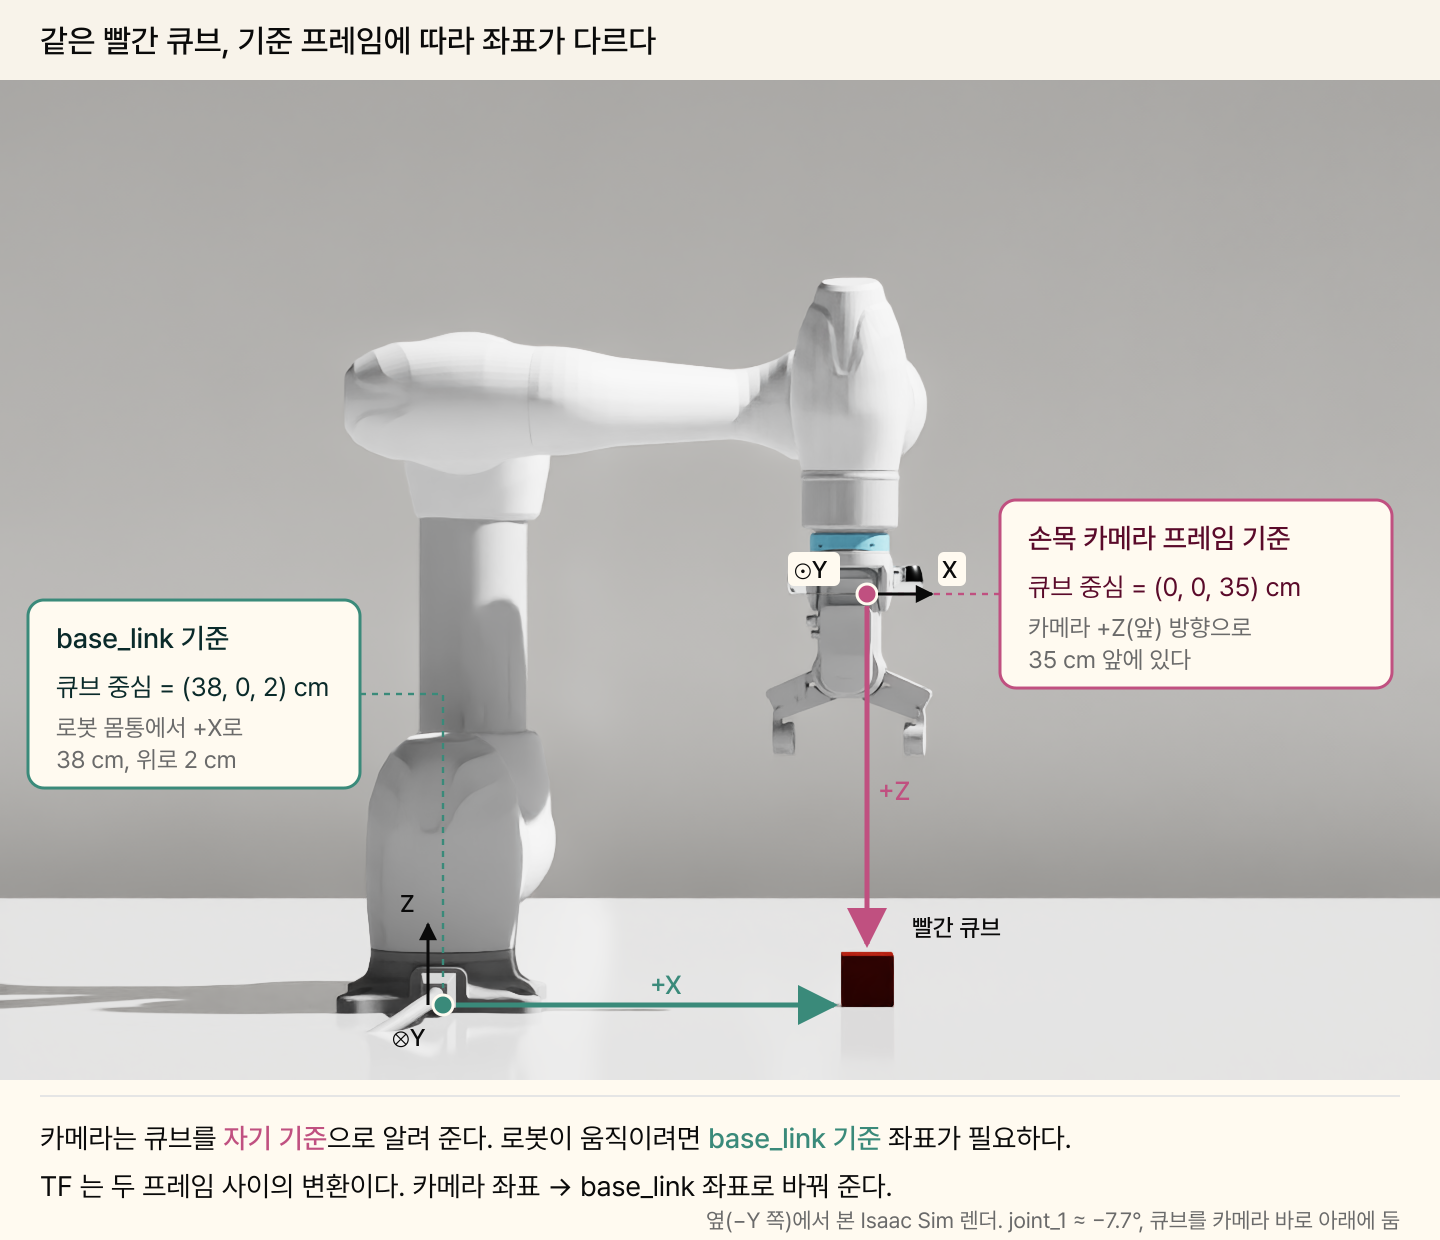 같은 빨간 큐브, 기준 프레임에 따라 좌표가 다르다
⊙Y
X
손목 카메라 프레임 기준
큐브 중심 = (0, 0, 35) cm
카메라 +Z(앞) 방향으로
35 cm 앞에 있다
base_link 기준
큐브 중심 = (38, 0, 2) cm
로봇 몸통에서 +X로
38 cm, 위로 2 cm
+Z
Z
빨간 큐브
+X
⊗Y
카메라는 큐브를 자기 기준으로 알려 준다. 로봇이 움직이려면 base_link 기준 좌표가 필요하다.
TF 는 두 프레임 사이의 변환이다. 카메라 좌표 → base_link 좌표로 바꿔 준다.
옆(−Y 쪽)에서 본 Isaac Sim 렌더. joint_1 ≈ −7.7°, 큐브를 카메라 바로 아래에 둠